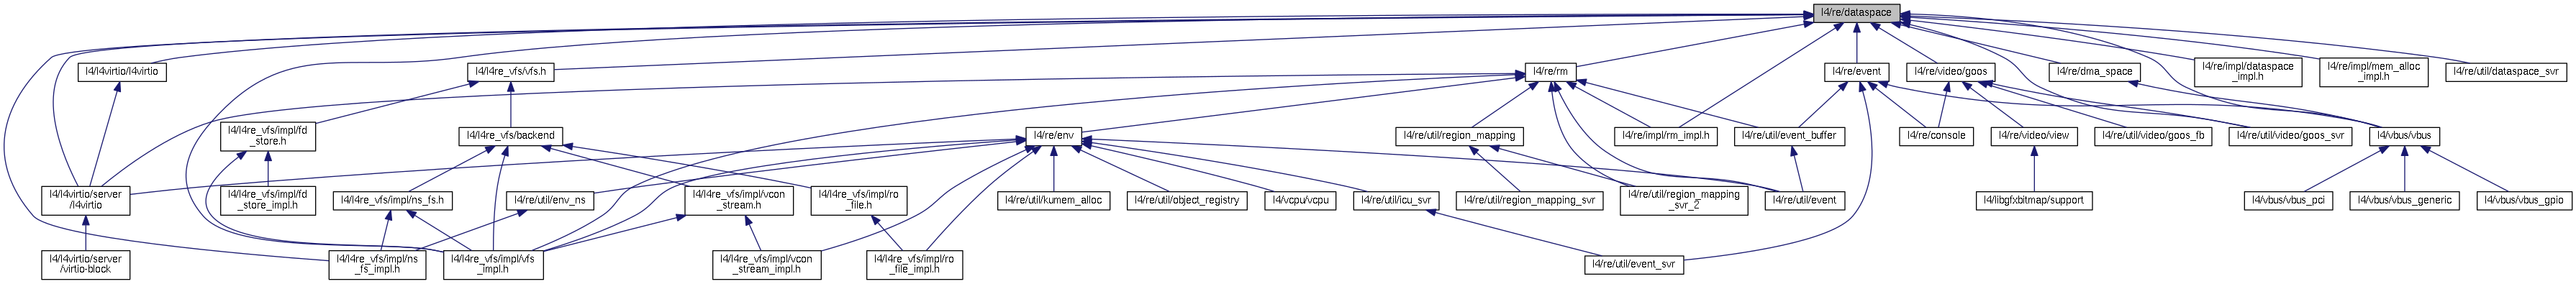 l4/re/dataspace
l4/l4virtio/l4virtio
l4/l4re_vfs/vfs.h
l4/re/rm
l4/re/event
l4/re/video/goos
l4/re/dma_space
l4/re/impl/dataspace
_impl.h
l4/re/impl/mem_alloc
_impl.h
l4/re/util/dataspace_svr
l4/l4re_vfs/impl/fd
_store.h
l4/l4re_vfs/backend
l4/re/env
l4/re/util/region_mapping
l4/re/impl/rm_impl.h
l4/re/util/event_buffer
l4/re/console
l4/re/video/view
l4/re/util/video/goos_fb
l4/re/util/video/goos_svr
l4/vbus/vbus
l4/l4virtio/server
/l4virtio
l4/l4re_vfs/impl/fd
_store_impl.h
l4/l4re_vfs/impl/ns_fs.h
l4/re/util/env_ns
l4/l4re_vfs/impl/vcon
_stream.h
l4/l4re_vfs/impl/ro
_file.h
l4/re/util/kumem_alloc
l4/re/util/object_registry
l4/vcpu/vcpu
l4/re/util/icu_svr
l4/re/util/region_mapping_svr
l4/re/util/region_mapping
_svr_2
l4/re/util/event
l4/libgfxbitmap/support
l4/vbus/vbus_pci
l4/vbus/vbus_generic
l4/vbus/vbus_gpio
l4/l4virtio/server
/virtio-block
l4/l4re_vfs/impl/ns
_fs_impl.h
l4/l4re_vfs/impl/vfs
_impl.h
l4/l4re_vfs/impl/vcon
_stream_impl.h
l4/l4re_vfs/impl/ro
_file_impl.h
l4/re/util/event_svr